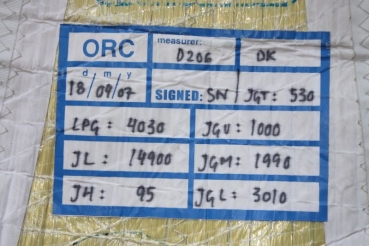 ORC measurer:
D206 DK
d m y
18/09/07 SIGNED: SN JGT: 530
LPG: 4030 JGU: 1000
JL: 14900 JGM: 1990
JH: 95 JGL: 3010